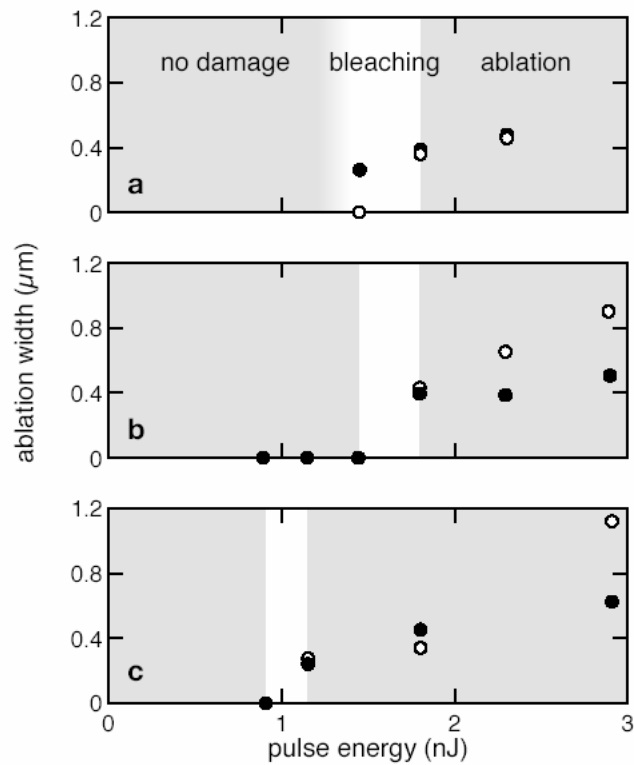 1.2
no damage bleaching ablation
0.8
0.4
a
0
1.2
0.8
0.4
b
0
ablation width (μm)
1.2
0.8
0.4
c
0
0 1 2 3
pulse energy (nJ)